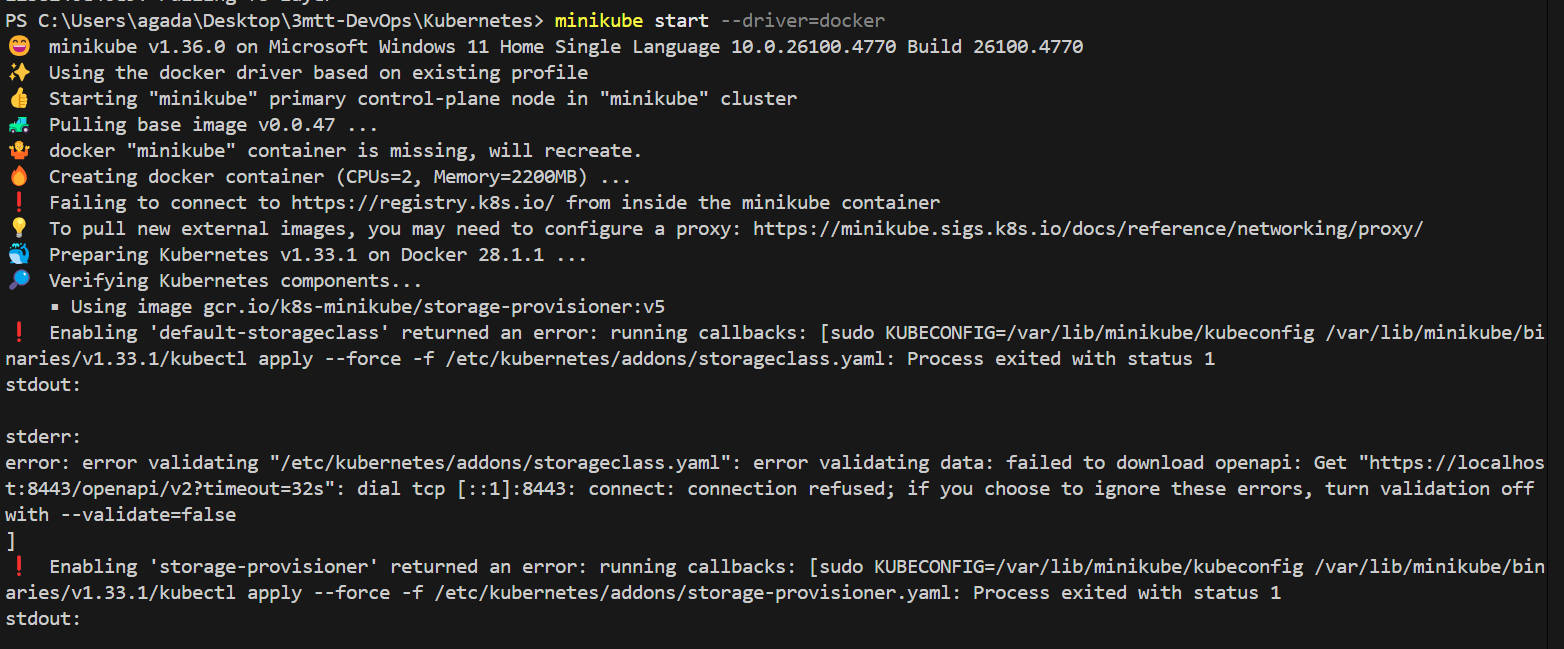 PS C:\Users\agada\Desktop\3mtt-DevOps\Kubernetes> minikube start --driver=docker
😄 minikube v1.36.0 on Microsoft Windows 11 Home Single Language 10.0.26100.4770 Build 26100.4770
✨ Using the docker driver based on existing profile
👍 Starting "minikube" primary control-plane node in "minikube" cluster
🚜 Pulling base image v0.0.47 ...
🤷 docker "minikube" container is missing, will recreate.
🔥 Creating docker container (CPUs=2, Memory=2200MB) ...
❗ Failing to connect to https://registry.k8s.io/ from inside the minikube container
💡 To pull new external images, you may need to configure a proxy: https://minikube.sigs.k8s.io/docs/reference/networking/proxy/
🐳 Preparing Kubernetes v1.33.1 on Docker 28.1.1 ...
🔎 Verifying Kubernetes components...
▪ Using image gcr.io/k8s-minikube/storage-provisioner:v5
❗ Enabling 'default-storageclass' returned an error: running callbacks: [sudo KUBECONFIG=/var/lib/minikube/kubeconfig /var/lib/minikube/bi
naries/v1.33.1/kubectl apply --force -f /etc/kubernetes/addons/storageclass.yaml: Process exited with status 1
stdout:
stderr:
error: error validating "/etc/kubernetes/addons/storageclass.yaml": error validating data: failed to download openapi: Get "https://localhos
t:8443/openapi/v2?timeout=32s": dial tcp [::1]:8443: connect: connection refused; if you choose to ignore these errors, turn validation off
with --validate=false
]
❗ Enabling 'storage-provisioner' returned an error: running callbacks: [sudo KUBECONFIG=/var/lib/minikube/kubeconfig /var/lib/minikube/bin
aries/v1.33.1/kubectl apply --force -f /etc/kubernetes/addons/storage-provisioner.yaml: Process exited with status 1
stdout: